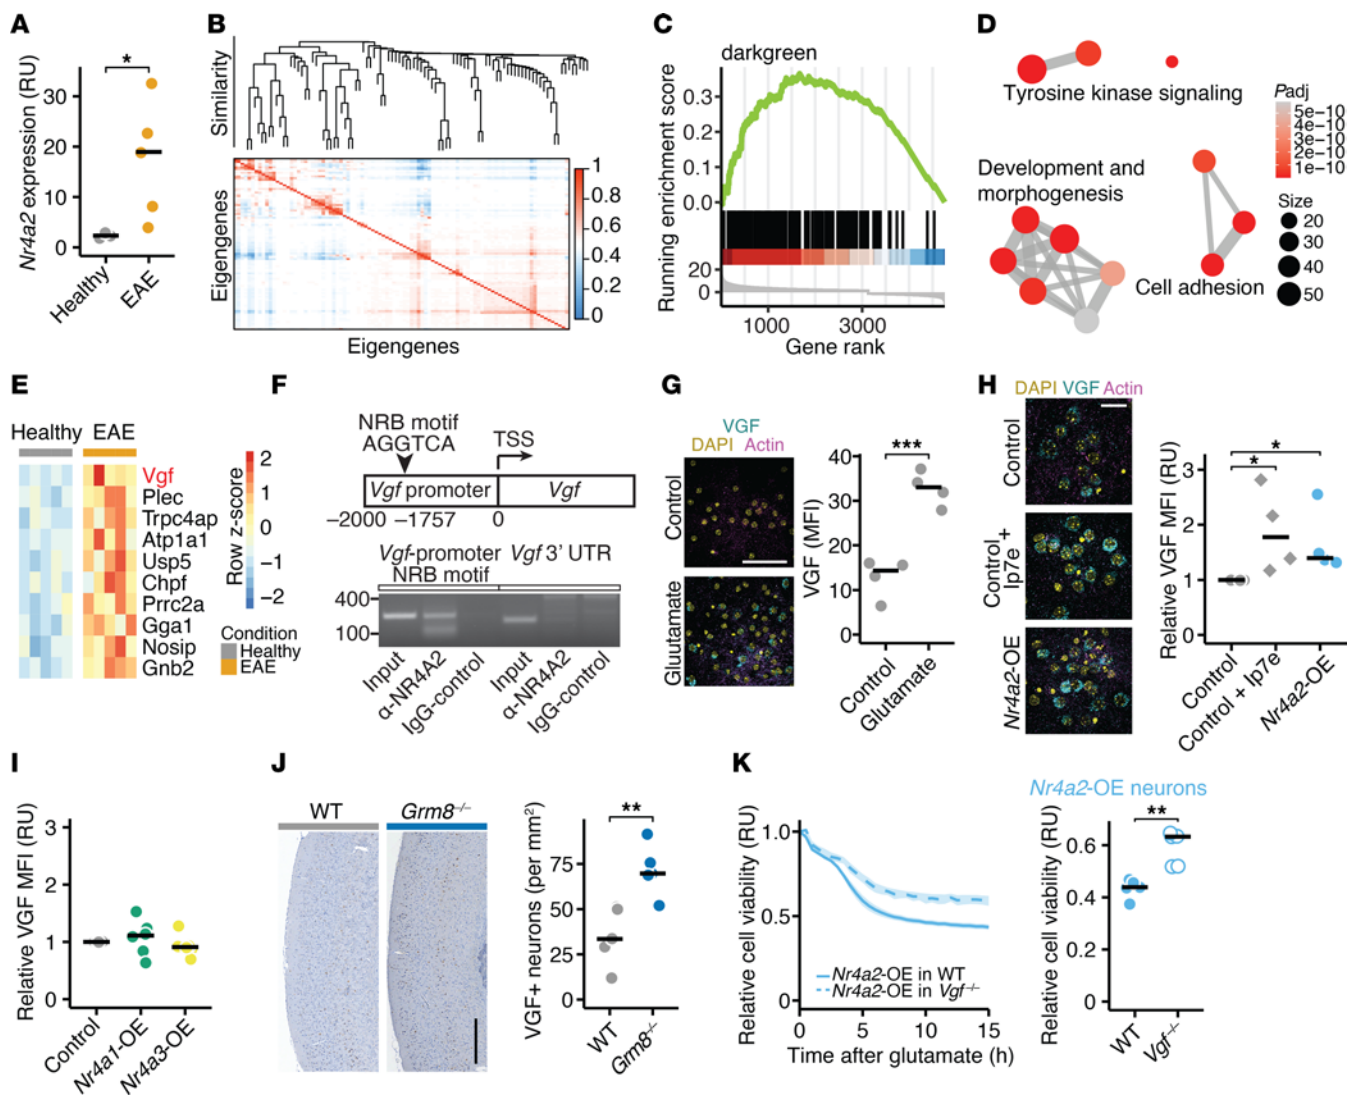 A
Nr4a2 expression (RU)
30
20
10
0
*
Healthy
EAE
B
Similarity
Eigengenes
Eigengenes
1
0.8
0.6
0.4
0.2
0
C
darkgreen
Running enrichment score
0.3
0.2
0.1
0.0
20
0
1000
3000
Gene rank
D
Tyrosine kinase signaling
Development and
morphogenesis
Cell adhesion
Padj
5e−10
4e−10
3e−10
2e−10
1e−10
Size
20
30
40
50
E
Healthy
EAE
Vgf
Plec
Trpc4ap
Atp1a1
Usp5
Chpf
Prrc2a
Gga1
Nosip
Gnb2
Row z-score
2
1
0
−1
−2
Condition
Healthy
EAE
F
NRB motif
AGGTCA
TSS
Vgf promoter
Vgf
−2000
−1757
0
Vgf-promoter
NRB motif
Vgf 3’ UTR
400
100
Input
α-NR4A2
IgG-control
Input
α-NR4A2
IgG-control
G
VGF
DAPI Actin
Control
Gluutamate
VGF (MFI)
40
30
20
10
0
***
Control
Glutamate
H
DAPI VGF Actin
Control
Control +
Ip7e
Nr4a2-OE
Relative VGF MFI (RU)
3
2
1
0
*
*
Control
Control + Ip7e
Nr4a2-OE
I
Relative VGF MFI (RU)
3
2
1
0
Control
Nr4a1-OE
Nr4a3-OE
J
WT
Grm8−/−
VGF+ neurons (per mm2)
75
50
25
0
**
WT
Grm8−/−
K
Relative cell viability (RU)
1.0
0.5
0
Nr4a2-OE in WT
Nr4a2-OE in Vgf−/−
0
5
10
15
Time after glutamate (h)
Nr4a2-OE neurons
Relative cell viability (RU)
0.6
0.4
0.2
0
**
WT
Vgf−/−